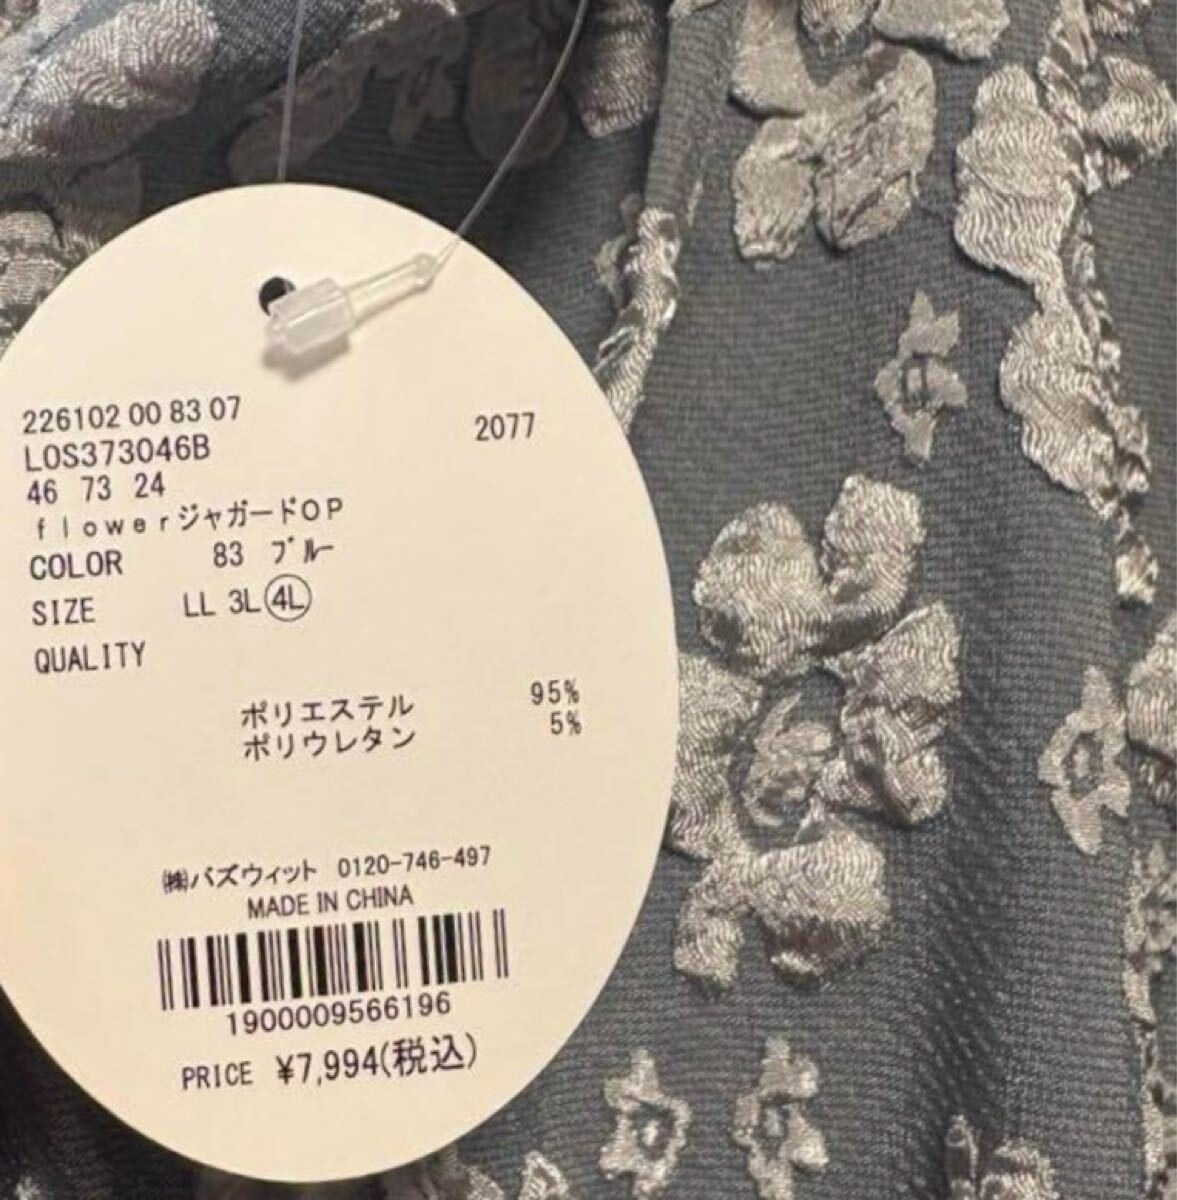 226102 00 83 07
LOS373046B 2077
46 73 24
flowerジャガードOP
COLOR 83 ブルー
SIZE LL 3L 4L
QUALITY
ポリエステル 95%
ポリウレタン 5%
㈱バズウィット 0120-746-497
MADE IN CHINA
1900009566196
PRICE ¥7,994(税込)